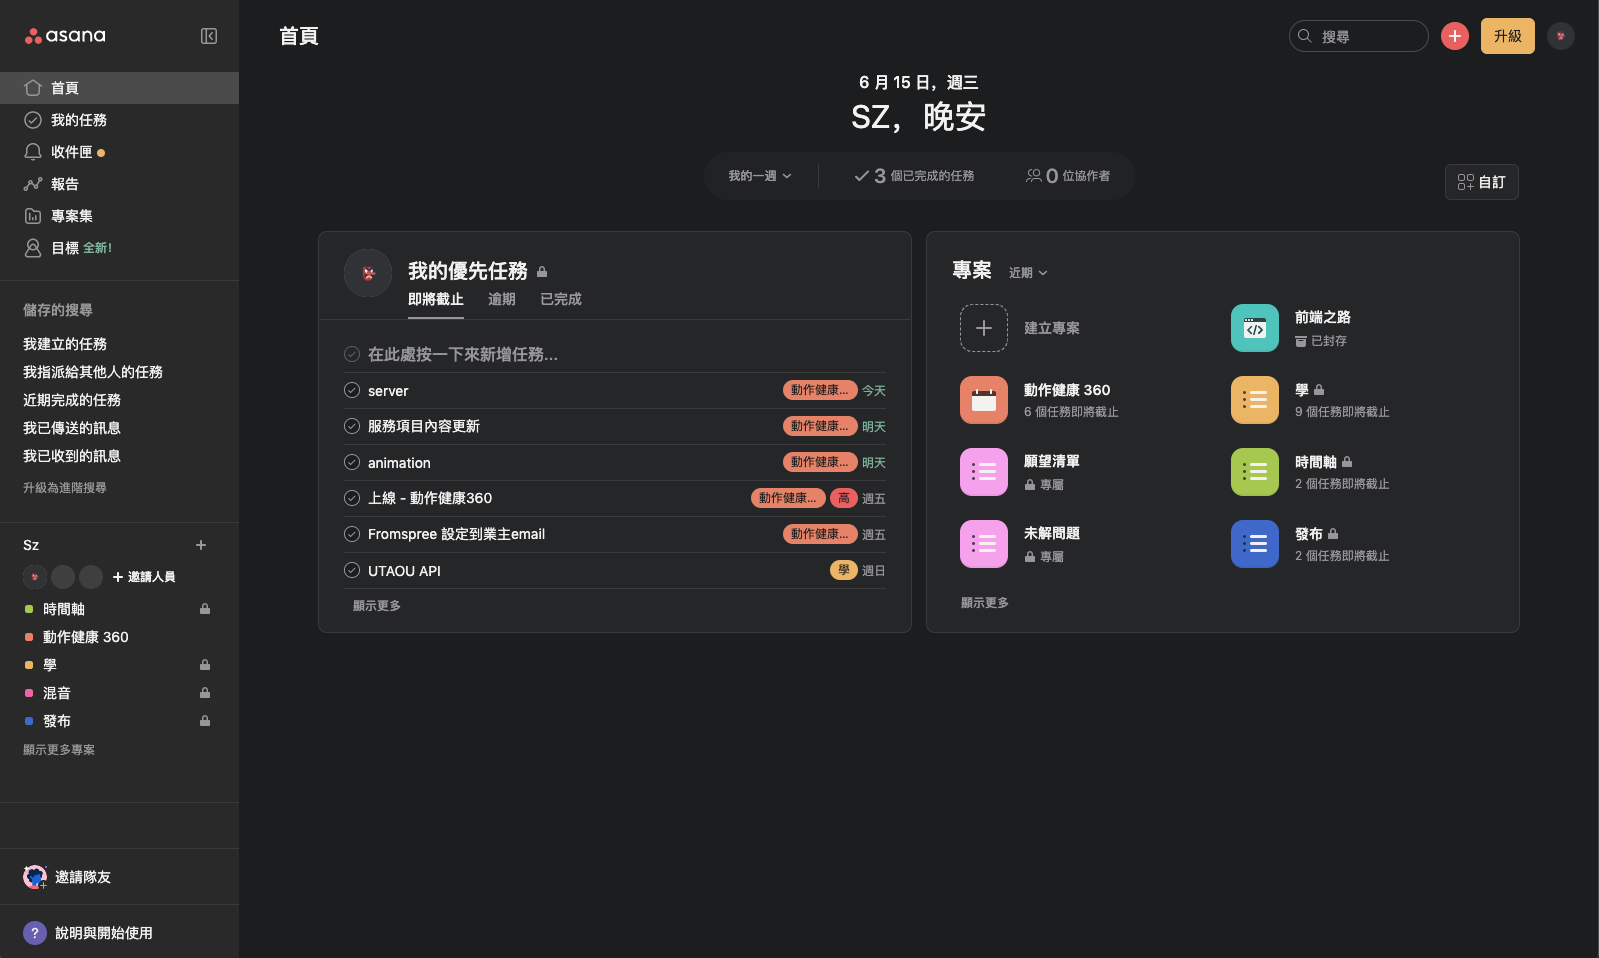 asana
首頁
我的任務
收件匣
報告
專案集
目標 全新!
儲存的搜尋
我建立的任務
我指派給其他人的任務
近期完成的任務
我已傳送的訊息
我已收到的訊息
升級為進階搜尋
Sz
+ 邀請人員
時間軸
動作健康 360
學
混音
發布
顯示更多專案
邀請隊友
? 說明與開始使用
首頁
搜尋
升級
6 月 15 日，週三
SZ，晚安
我的一週
3 個已完成的任務
0 位協作者
自訂
我的優先任務
即將截止 逾期 已完成
在此處按一下來新增任務...
server 動作健康... 今天
服務項目內容更新 動作健康... 明天
animation 動作健康... 明天
上線 - 動作健康360 動作健康... 高 週五
Fromspree 設定到業主email 動作健康... 週五
UTAOU API 學 週日
顯示更多
專案 近期
建立專案
前端之路
已封存
動作健康 360
6 個任務即將截止
學
9 個任務即將截止
願望清單
專屬
時間軸
2 個任務即將截止
未解問題
專屬
發布
2 個任務即將截止
顯示更多